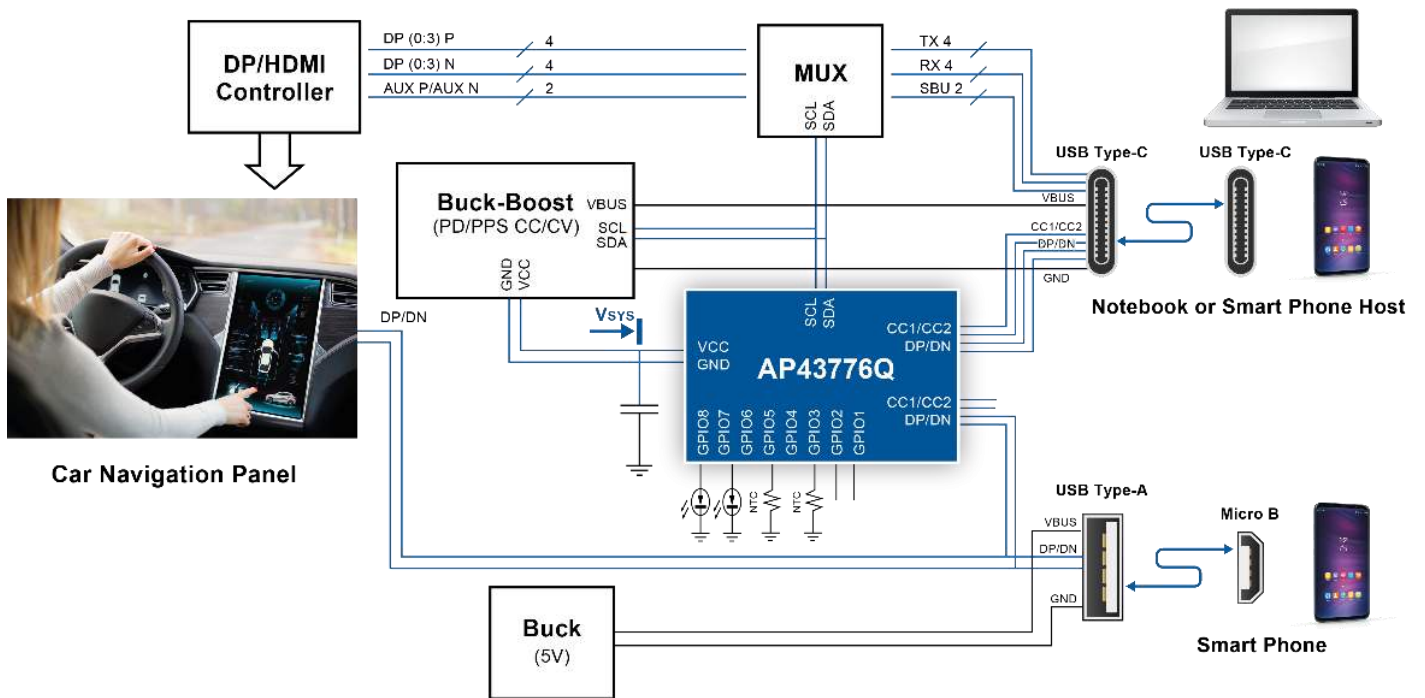 DP/HDMI
Controller
DP (0:3) P
4
DP (0:3) N
4
AUX P/AUX N
2
MUX
SCL
SDA
TX 4
RX 4
SBU 2
USB Type-C
USB Type-C
Buck-Boost
(PD/PPS CC/CV)
VBUS
SCL
SDA
GND
VCC
VBUS
CC1/CC2
DP/DN
GND
Notebook or Smart Phone Host
DP/DN
VSYS
SCL
SDA
VCC
GND
CC1/CC2
DP/DN
AP43776Q
CC1/CC2
DP/DN
GPIO8
GPIO7
GPIO6
GPIO5
GPIO4
GPIO3
GPIO2
GPIO1
NTC
NTC
Car Navigation Panel
USB Type-A
VBUS
DP/DN
GND
Micro B
Smart Phone
Buck
(5V)